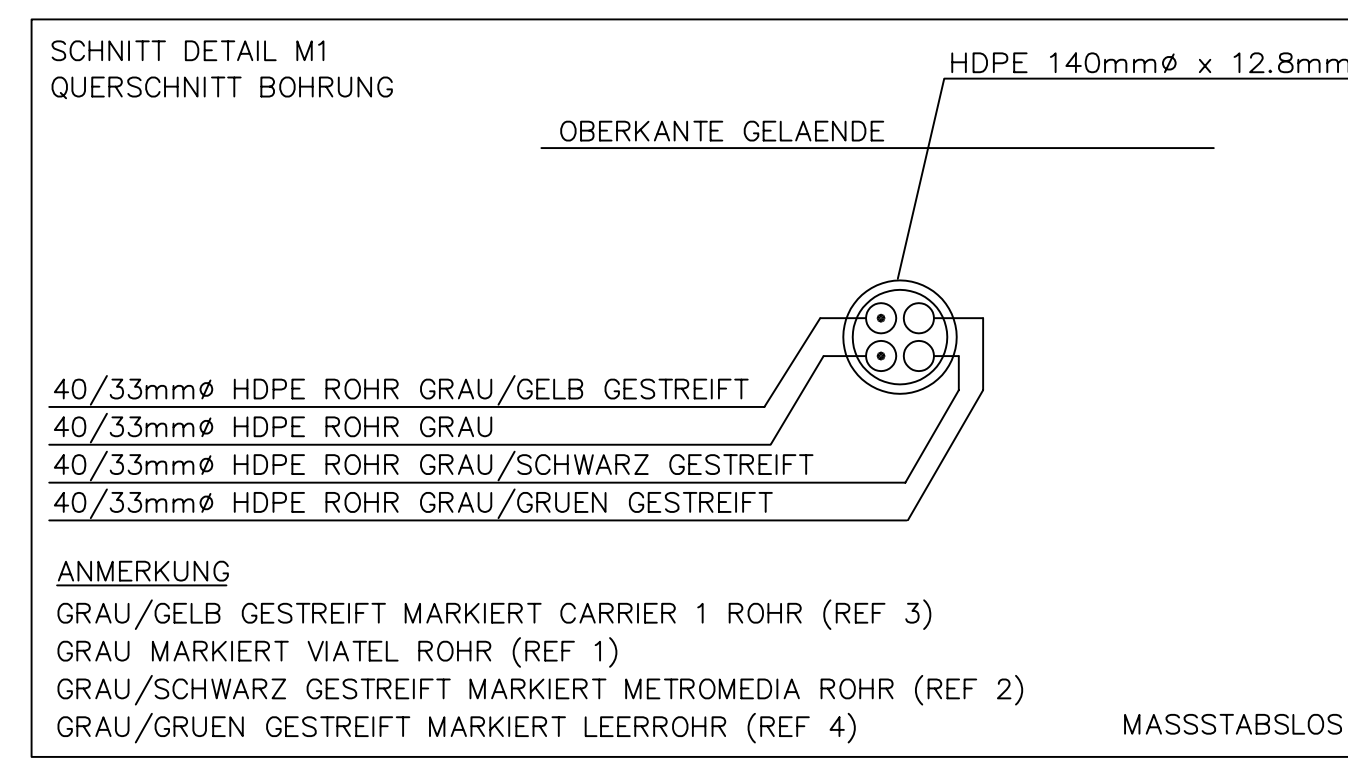 SCHNITT DETAIL M1
QUERSCHNITT BOHRUNG
HDPE 140mmø x 12.8mm
OBERKANTE GELAENDE
40/33mmø HDPE ROHR GRAU/GELB GESTREIFT
40/33mmø HDPE ROHR GRAU
40/33mmø HDPE ROHR GRAU/SCHWARZ GESTREIFT
40/33mmø HDPE ROHR GRAU/GRUEN GESTREIFT
ANMERKUNG
GRAU/GELB GESTREIFT MARKIERT CARRIER 1 ROHR (REF 3)
GRAU MARKIERT VIATEL ROHR (REF 1)
GRAU/SCHWARZ GESTREIFT MARKIERT METROMEDIA ROHR (REF 2)
GRAU/GRUEN GESTREIFT MARKIERT LEERROHR (REF 4)
MASSSTABSLOS